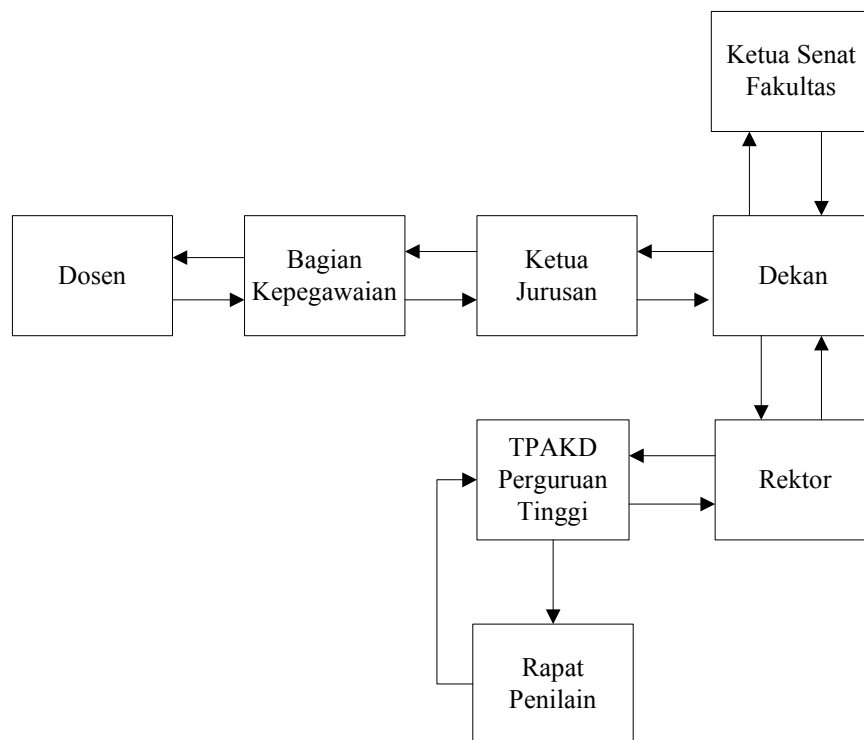 Ketua Senat
Fakultas
Dosen
Bagian
Kepegawaian
Ketua
Jurusan
Dekan
TPAKD
Perguruan
Tinggi
Rektor
Rapat
Penilain